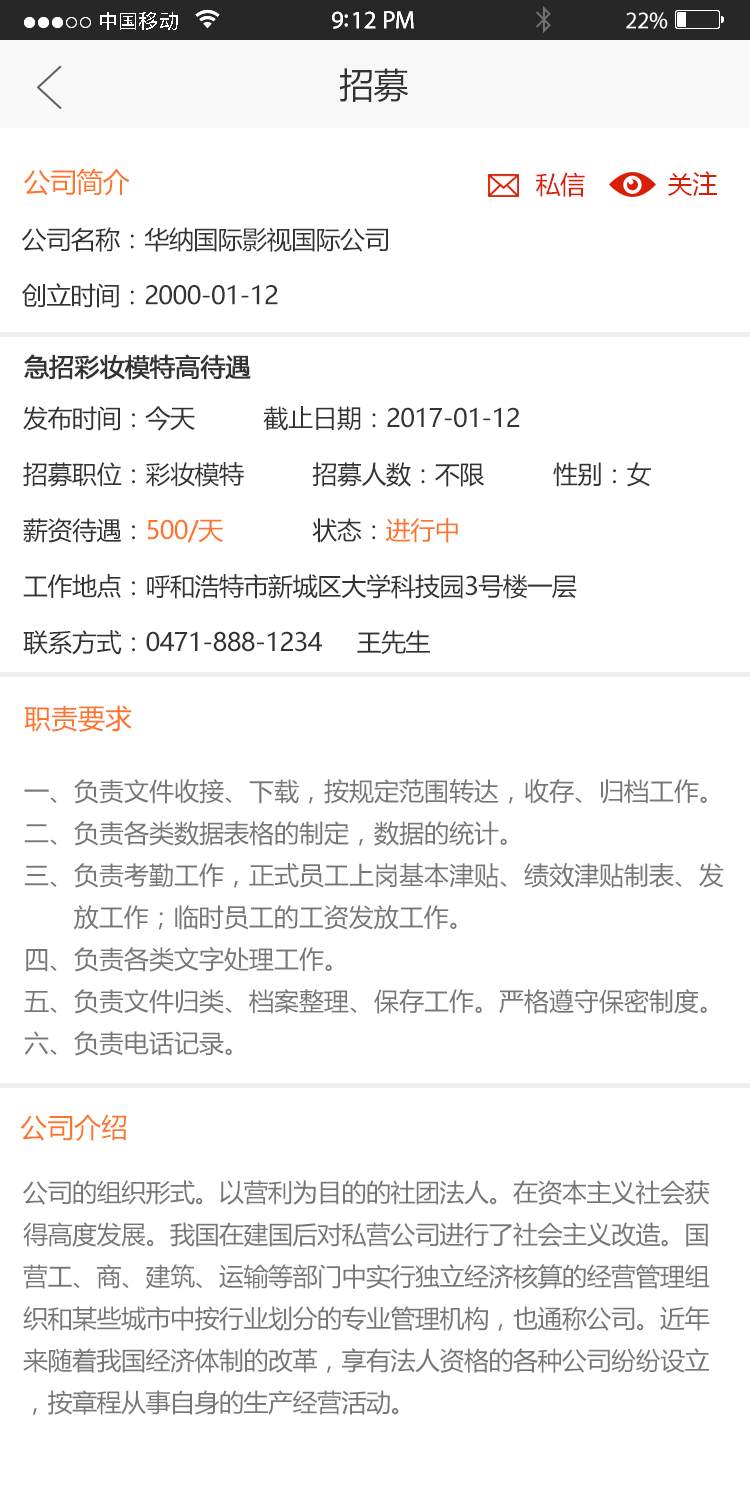 中国移动 9:12 PM 22%
招募
公司简介 私信 关注
公司名称：华纳国际影视国际公司
创立时间：2000-01-12
急招彩妆模特高待遇
发布时间：今天 截止日期：2017-01-12
招募职位：彩妆模特 招募人数：不限 性别：女
薪资待遇：500/天 状态：进行中
工作地点：呼和浩特市新城区大学科技园3号楼一层
联系方式：0471-888-1234 王先生
职责要求
一、负责文件收接、下载，按规定范围转达，收存、归档工作。
二、负责各类数据表格的制定，数据的统计。
三、负责考勤工作，正式员工上岗基本津贴、绩效津贴制表、发
放工作；临时员工的工资发放工作。
四、负责各类文字处理工作。
五、负责文件归类、档案整理、保存工作。严格遵守保密制度。
六、负责电话记录。
公司介绍
公司的组织形式。以营利为目的的社团法人。在资本主义社会获
得高度发展。我国在建国后对私营公司进行了社会主义改造。国
营工、商、建筑、运输等部门中实行独立经济核算的经营管理组
织和某些城市中按行业划分的专业管理机构，也通称公司。近年
来随着我国经济体制的改革，享有法人资格的各种公司纷纷设立
，按章程从事自身的生产经营活动。